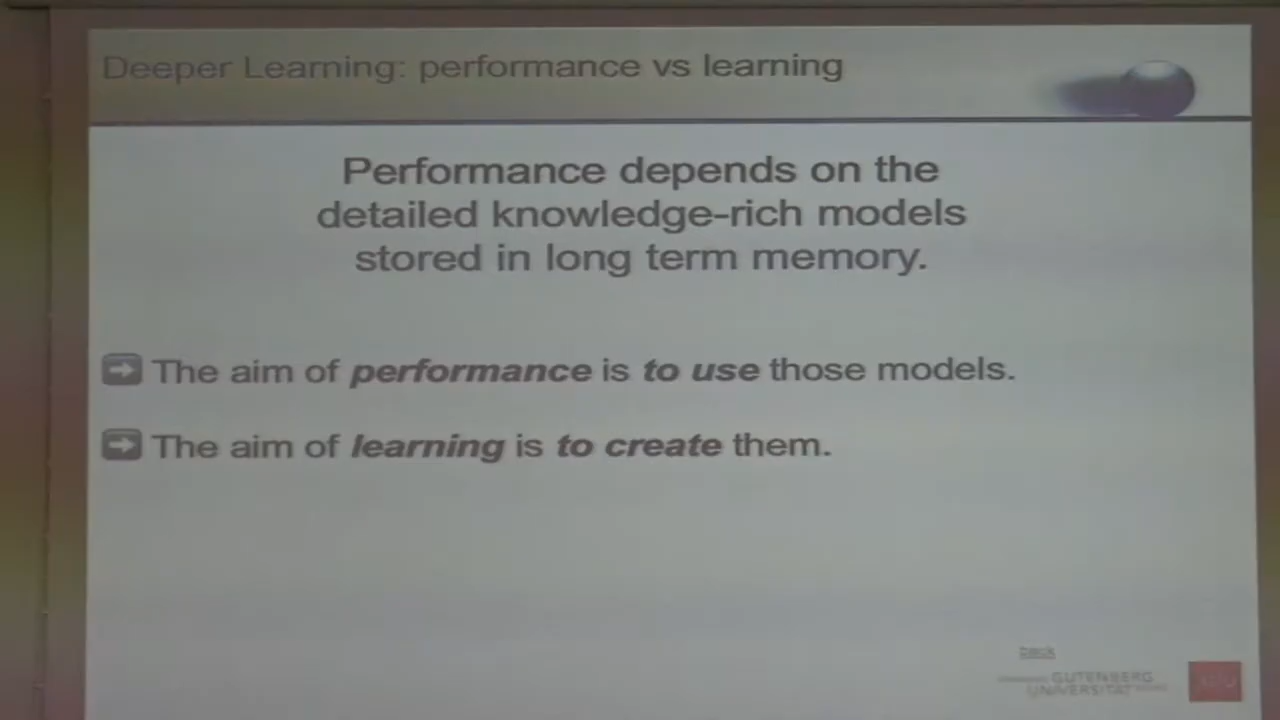 Deeper Learning: performance vs learning
Performance depends on the
detailed knowledge-rich models
stored in long term memory.
The aim of performance is to use those models.
The aim of learning is to create them.
back
GUTENBERG
UNIVERSITÄT